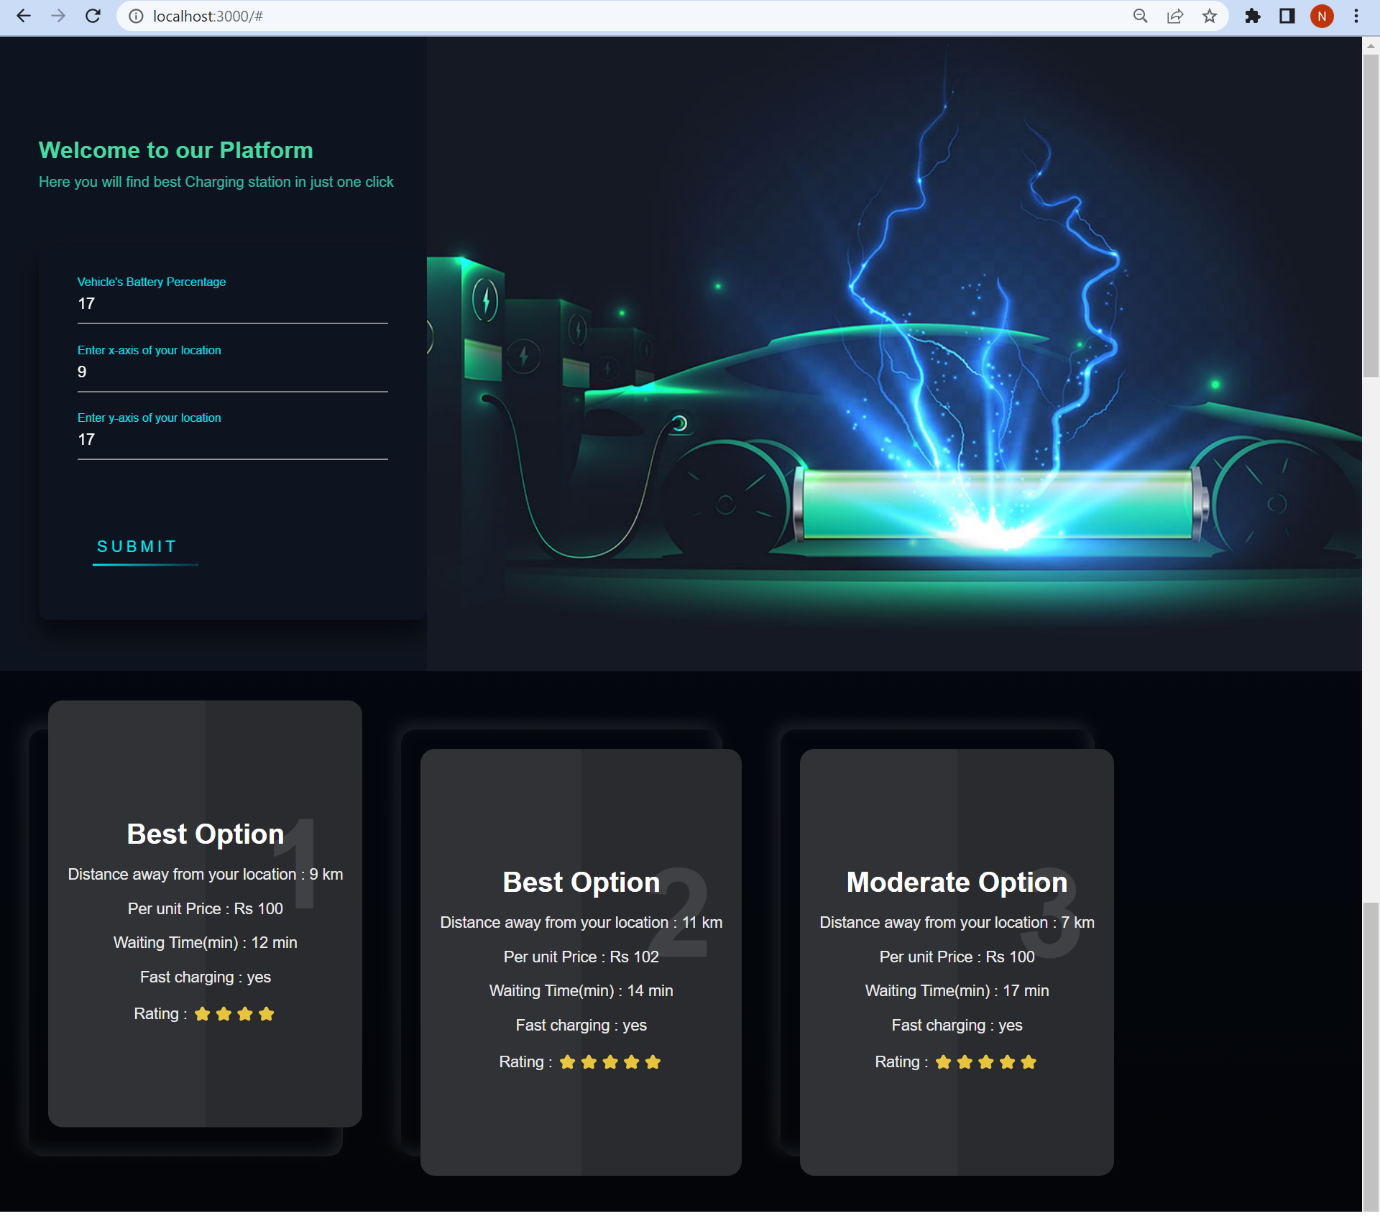 localhost:3000/#
N
Welcome to our Platform
Here you will find best Charging station in just one click
Vehicle's Battery Percentage
17
Enter x-axis of your location
9
Enter y-axis of your location
17
SUBMIT
1
Best Option
Distance away from your location : 9 km
Per unit Price : Rs 100
Waiting Time(min) : 12 min
Fast charging : yes
Rating :
2
Best Option
Distance away from your location : 11 km
Per unit Price : Rs 102
Waiting Time(min) : 14 min
Fast charging : yes
Rating :
3
Moderate Option
Distance away from your location : 7 km
Per unit Price : Rs 100
Waiting Time(min) : 17 min
Fast charging : yes
Rating :